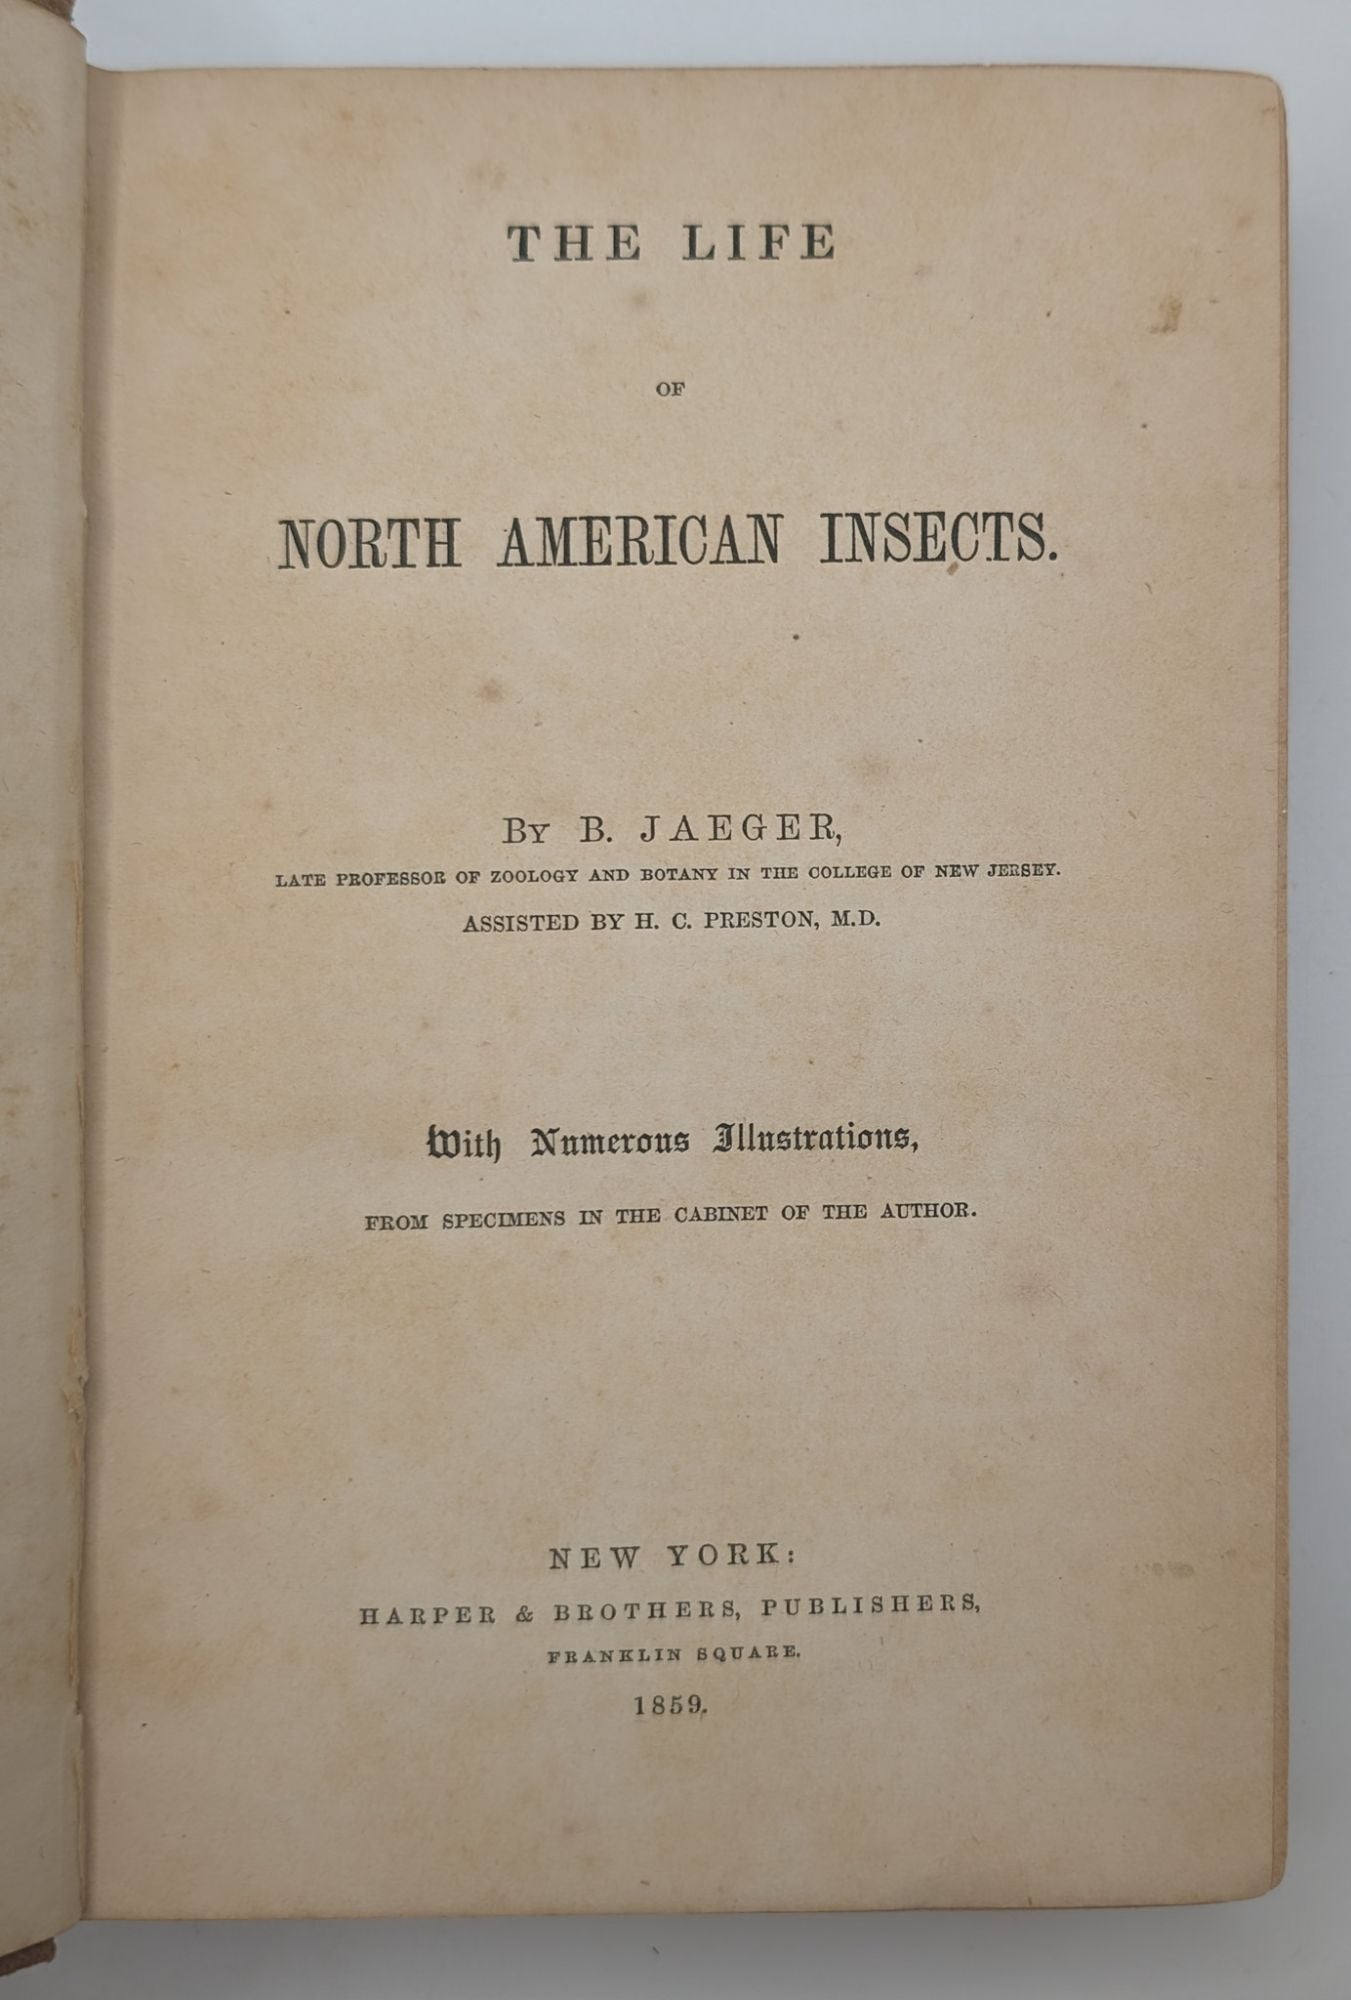 THE LIFE
OF
NORTH AMERICAN INSECTS.
BY B. JAEGER,
LATE PROFESSOR OF ZOOLOGY AND BOTANY IN THE COLLEGE OF NEW JERSEY.
ASSISTED BY H. C. PRESTON, M.D.
With Numerous Illustrations,
FROM SPECIMENS IN THE CABINET OF THE AUTHOR.
NEW YORK:
HARPER & BROTHERS, PUBLISHERS,
FRANKLIN SQUARE.
1859.